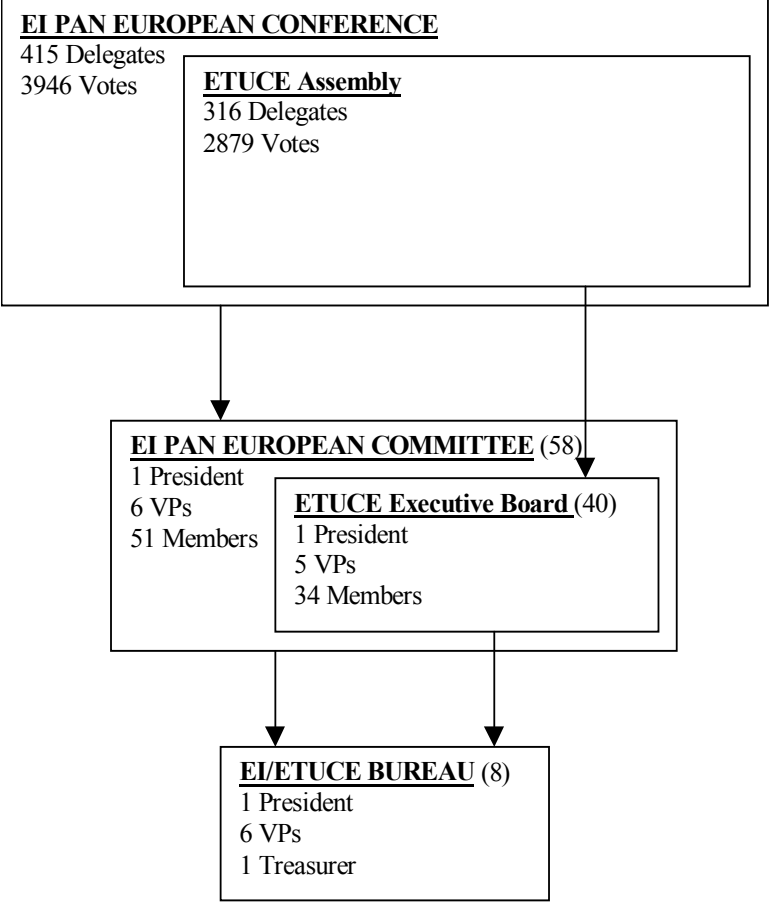 EI PAN EUROPEAN CONFERENCE
415 Delegates
3946 Votes
ETUCE Assembly
316 Delegates
2879 Votes
EI PAN EUROPEAN COMMITTEE (58)
1 President
6 VPs
51 Members
ETUCE Executive Board (40)
1 President
5 VPs
34 Members
EI/ETUCE BUREAU (8)
1 President
6 VPs
1 Treasurer